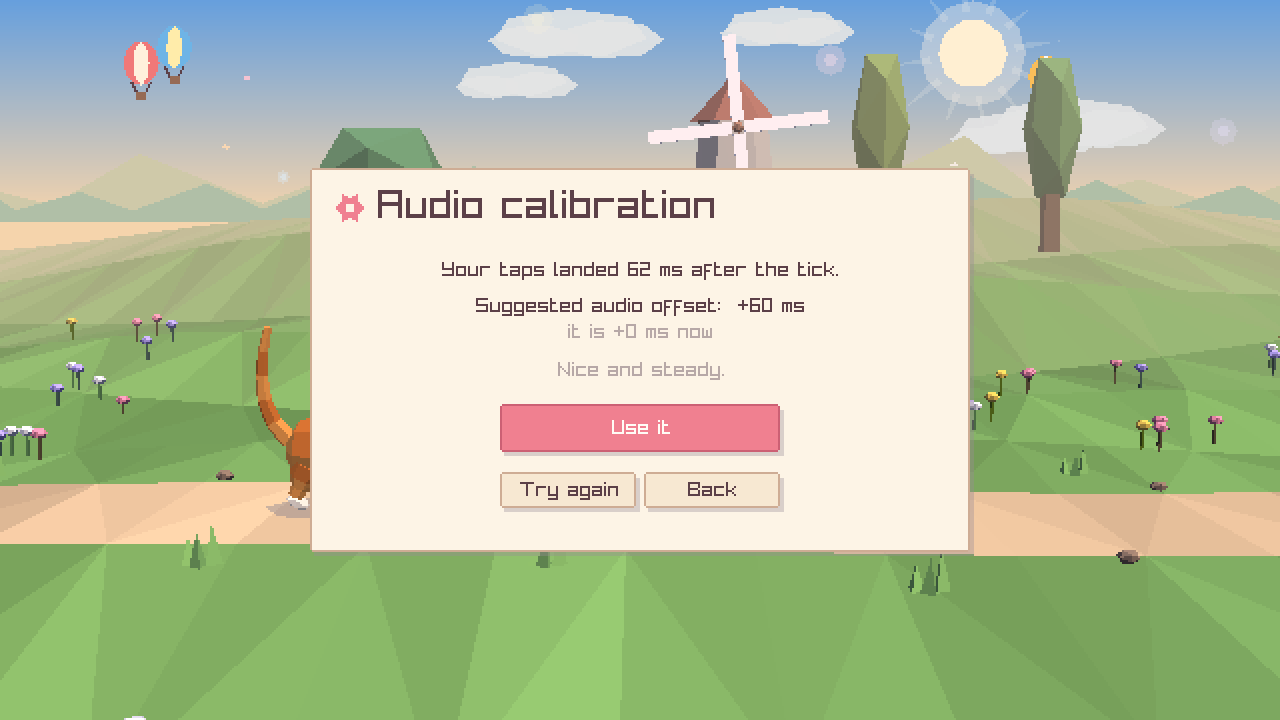 Audio calibration
Your taps landed 62 ms after the tick.
Suggested audio offset: +60 ms
it is +0 ms now
Nice and steady.
Use it
Try again
Back